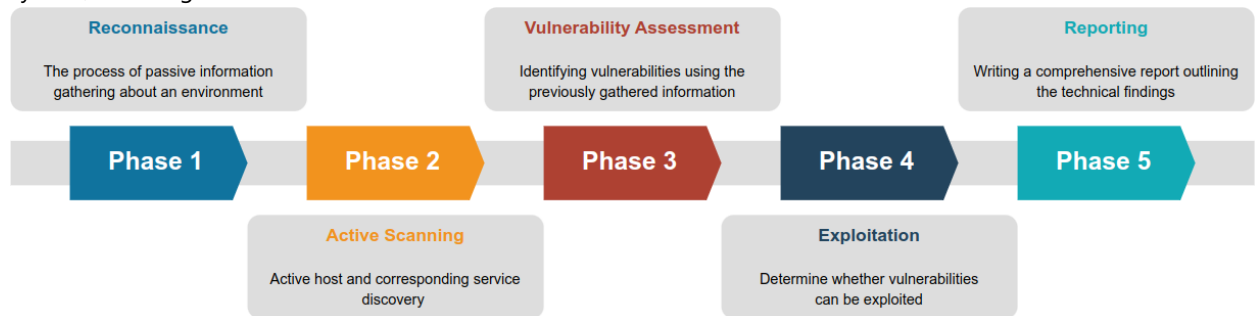 Reconnaissance
The process of passive information
gathering about an environment
Vulnerability Assessment
Identifying vulnerabilities using the
previously gathered information
Reporting
Writing a comprehensive report outlining
the technical findings
Phase 1
Phase 2
Phase 3
Phase 4
Phase 5
Active Scanning
Active host and corresponding service
discovery
Exploitation
Determine whether vulnerabilities
can be exploited